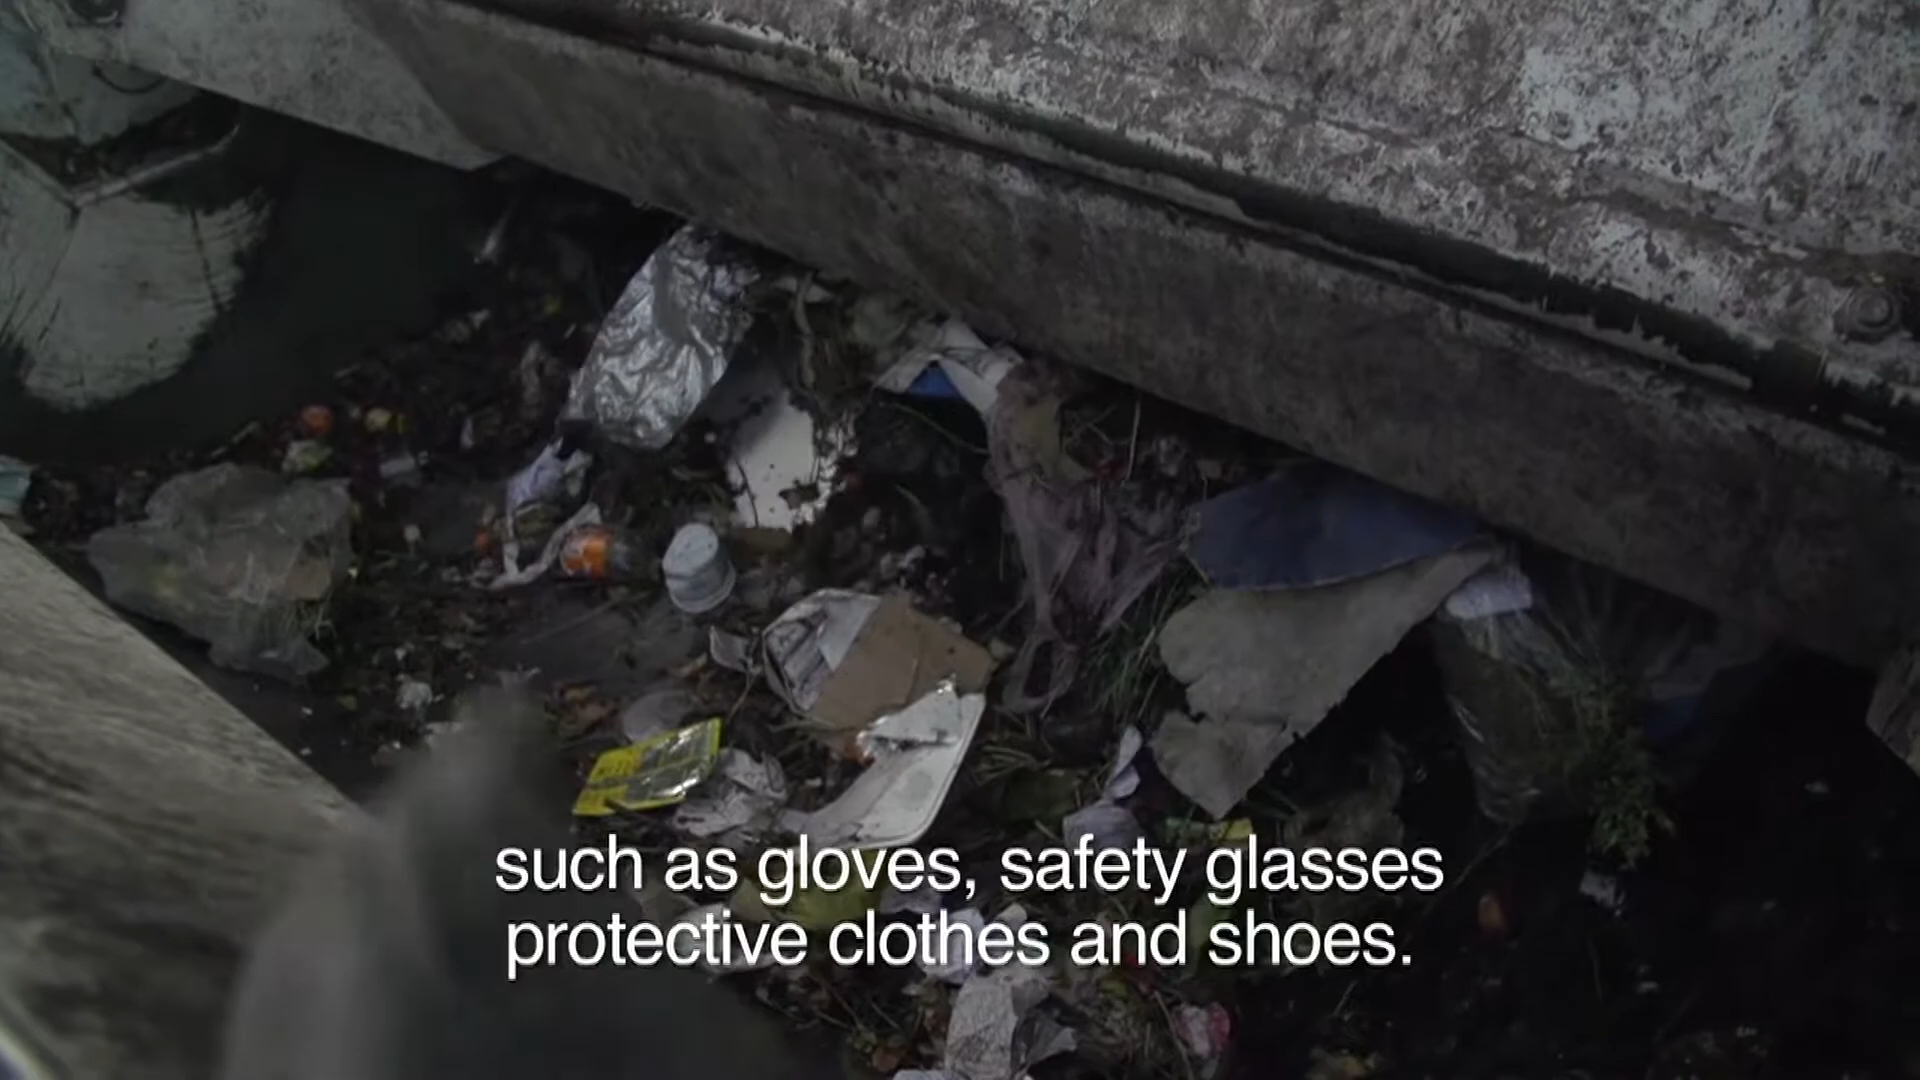 such as gloves, safety glasses
protective clothes and shoes.